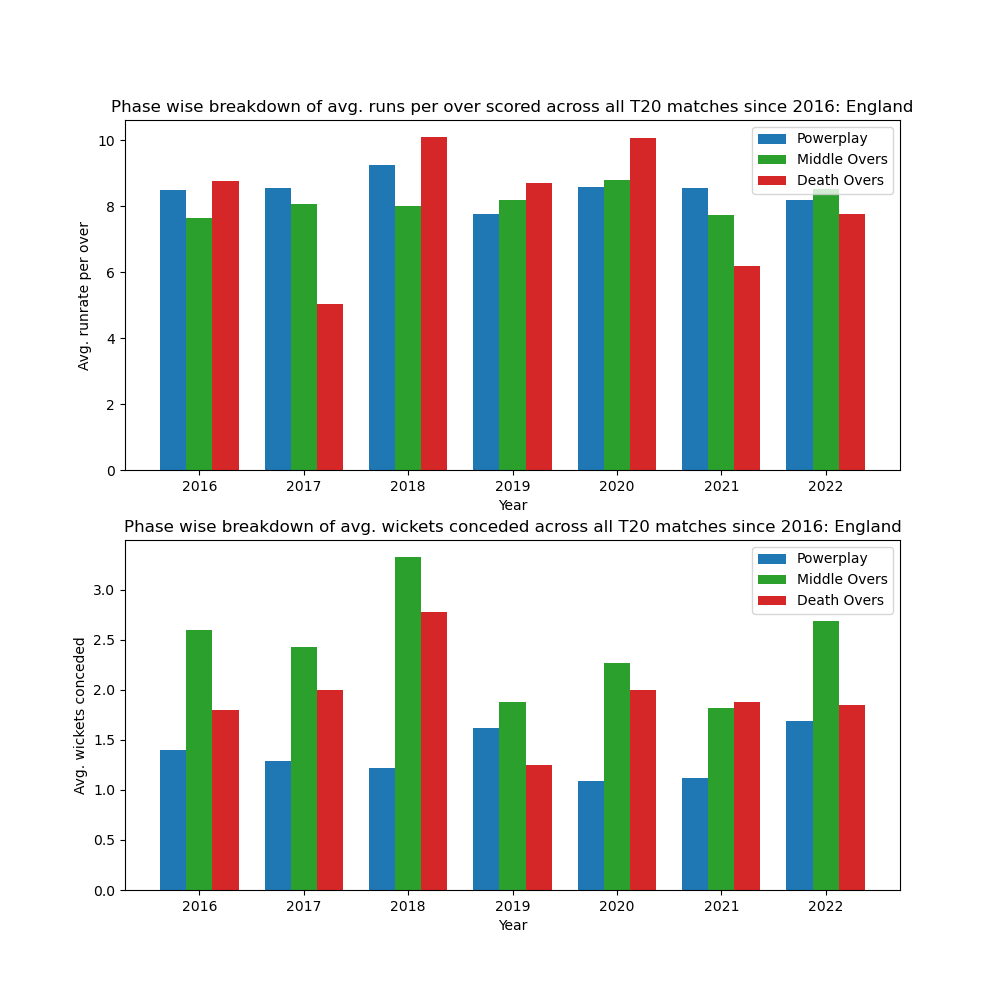 Phase wise breakdown of avg. runs per over scored across all T20 matches since 2016: England
Avg. runrate per over
10
8
6
4
2
0
Powerplay
Middle Overs
Death Overs
2016 2017 2018 2019 2020 2021 2022
Year
Phase wise breakdown of avg. wickets conceded across all T20 matches since 2016: England
Avg. wickets conceded
3.0
2.5
2.0
1.5
1.0
0.5
0.0
Powerplay
Middle Overs
Death Overs
2016 2017 2018 2019 2020 2021 2022
Year